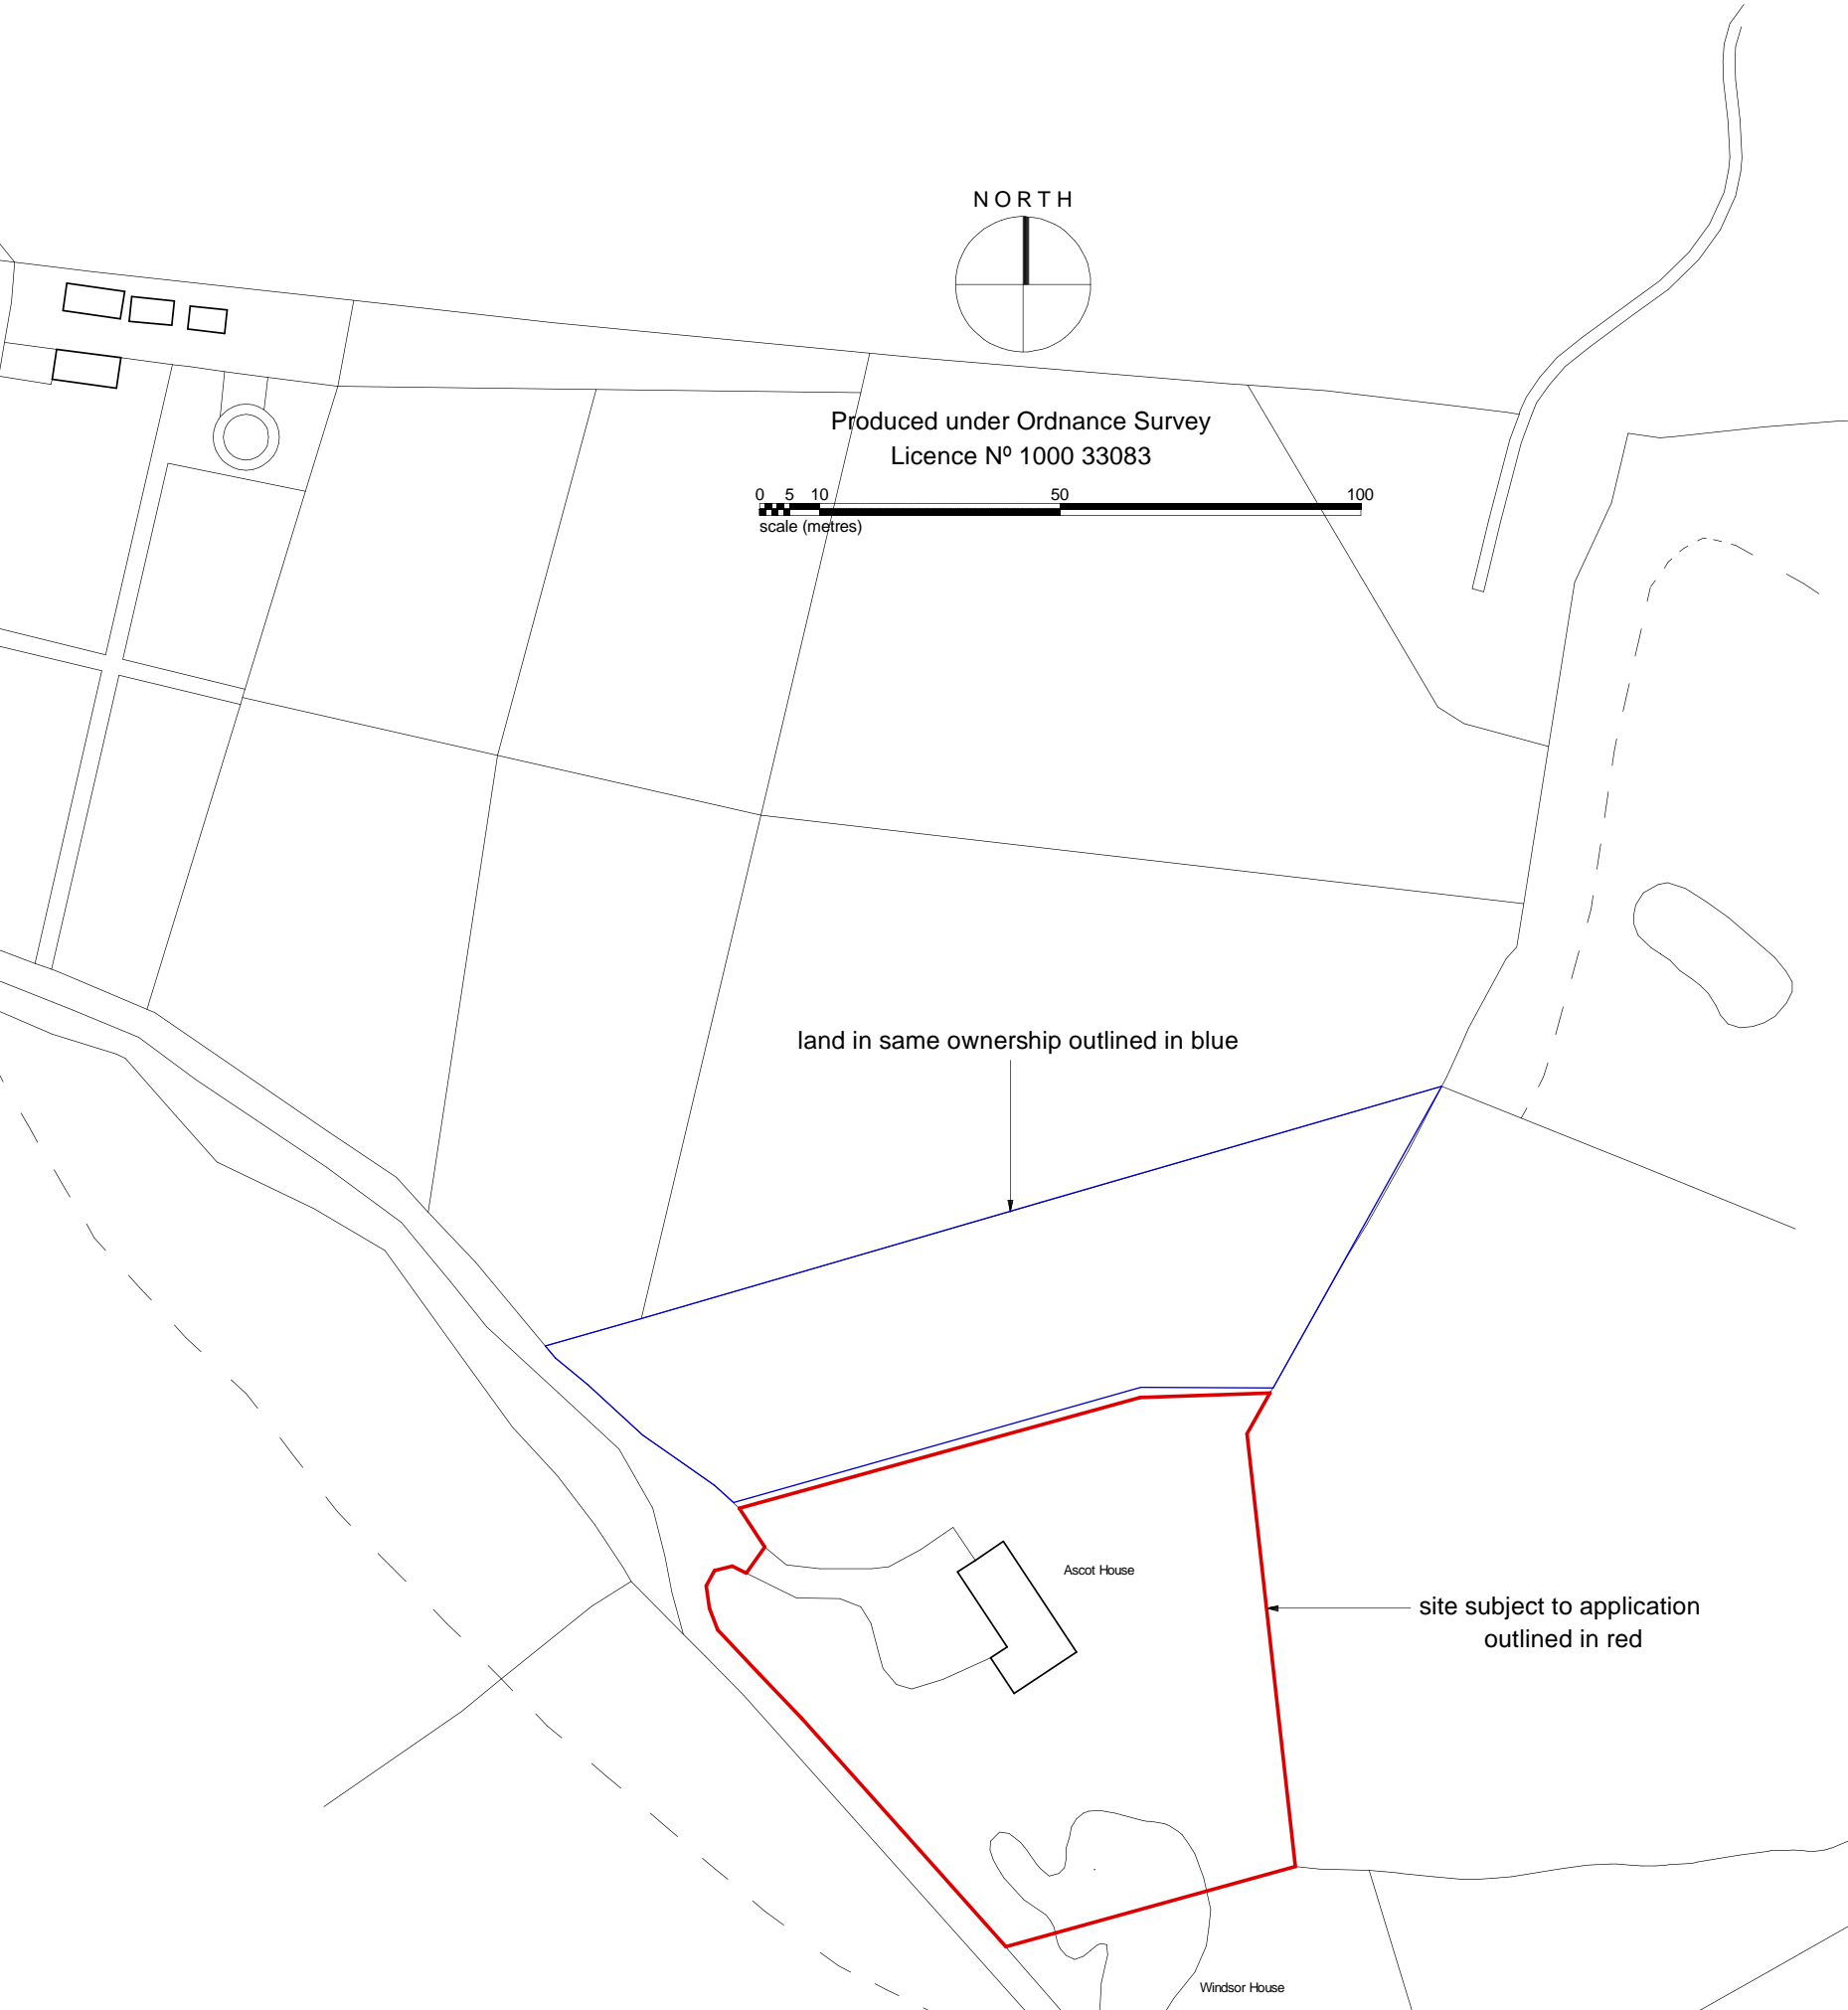 NORTH
Produced under Ordnance Survey
Licence Nº 1000 33083
0 5 10 50 100
scale (metres)
land in same ownership outlined in blue
Ascot House
site subject to application
outlined in red
Windsor House